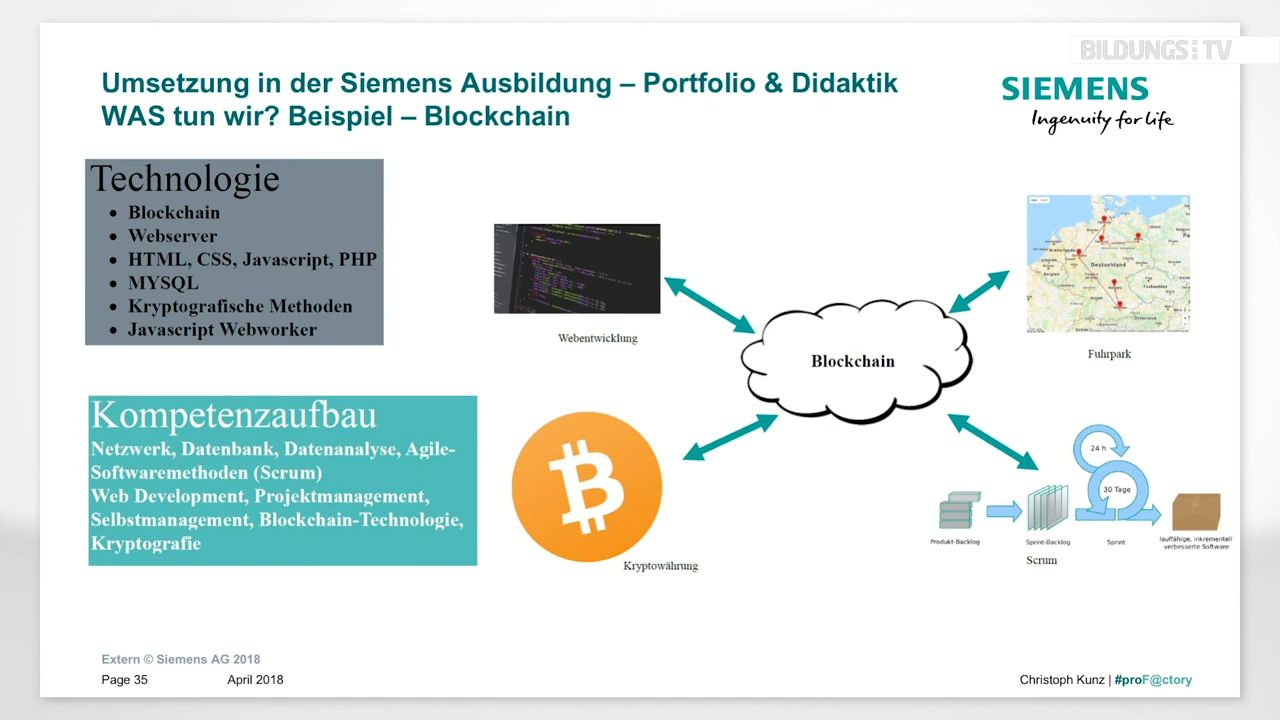 BILDUNGS TV
Umsetzung in der Siemens Ausbildung – Portfolio & Didaktik
WAS tun wir? Beispiel – Blockchain
SIEMENS
Ingenuity for life
Technologie
• Blockchain
• Webserver
• HTML, CSS, Javascript, PHP
• MYSQL
• Kryptografische Methoden
• Javascript Webworker
Kompetenzaufbau
Netzwerk, Datenbank, Datenanalyse, Agile-
Softwaremethoden (Scrum)
Web Development, Projektmanagement,
Selbstmanagement, Blockchain-Technologie,
Kryptografie
Webentwicklung
Kryptowährung
Blockchain
Deutschland
Fuhrpark
24 h
30 Tage
Produkt-Backlog
Sprint-Backlog
Sprint
lauffähige, inkrementell
verbesserte Software
Scrum
Extern © Siemens AG 2018
Page 35
April 2018
Christoph Kunz | #proF@ctory